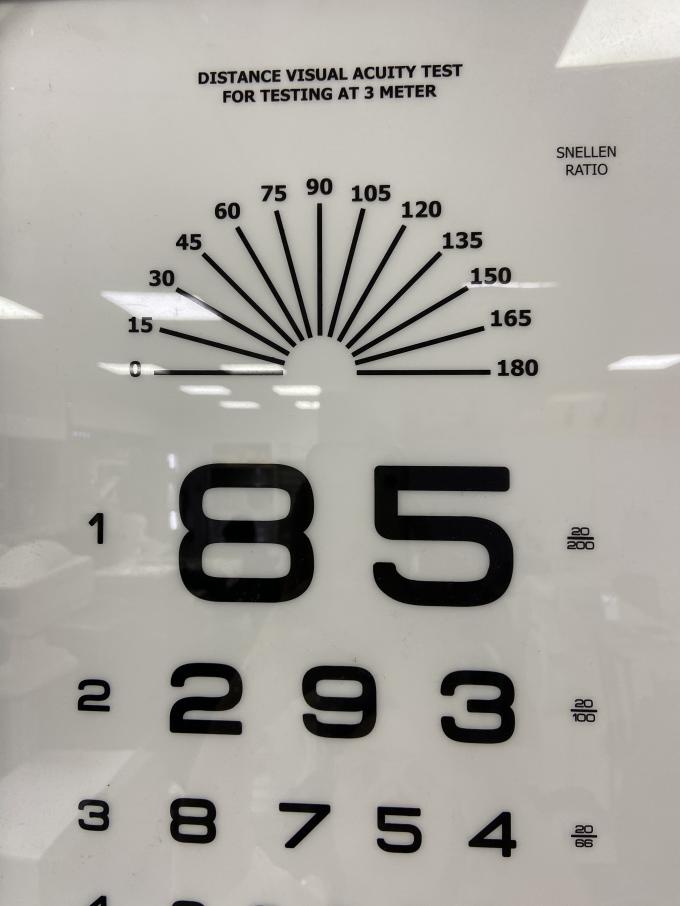 DISTANCE VISUAL ACUITY TEST
FOR TESTING AT 3 METER
SNELLEN
RATIO
0 15 30 45 60 75 90 105 120 135 150 165 180
1 85 20/200
2 293 20/100
3 8754 20/66